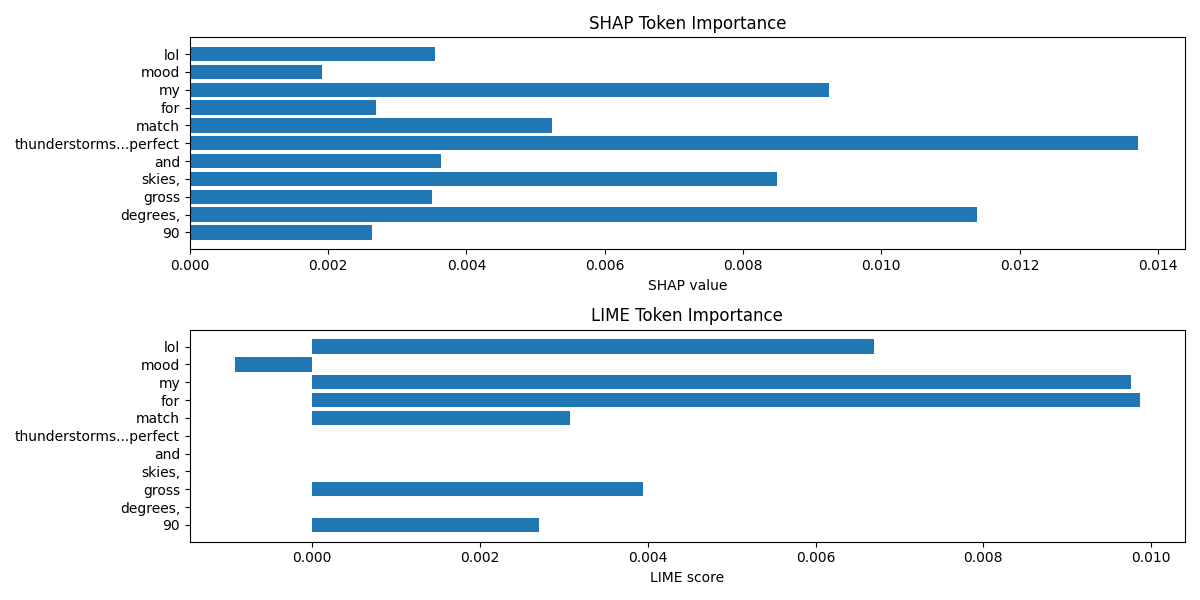 SHAP Token Importance
lol
mood
my
for
match
thunderstorms...perfect
and
skies,
gross
degrees,
90
0.000 0.002 0.004 0.006 0.008 0.010 0.012 0.014
SHAP value
LIME Token Importance
lol
mood
my
for
match
thunderstorms...perfect
and
skies,
gross
degrees,
90
0.000 0.002 0.004 0.006 0.008 0.010
LIME score